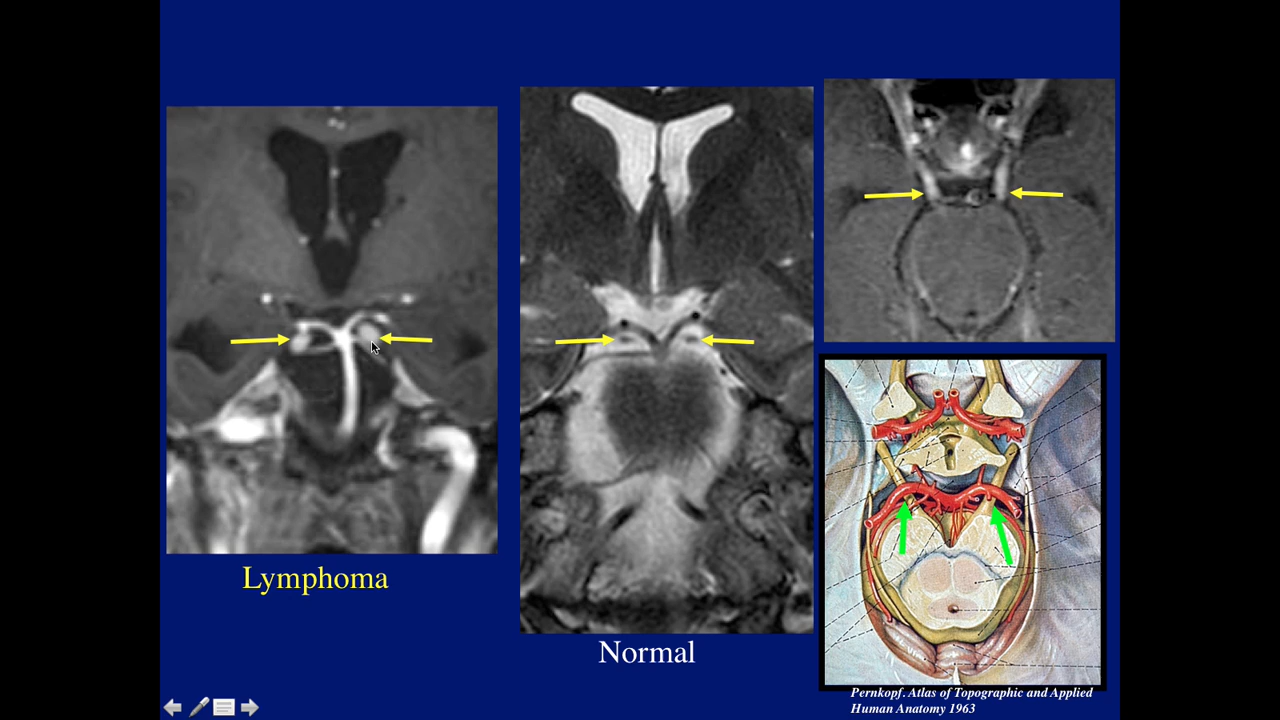 Lymphoma
Normal
Pernkopf. Atlas of Topographic and Applied
Human Anatomy 1963